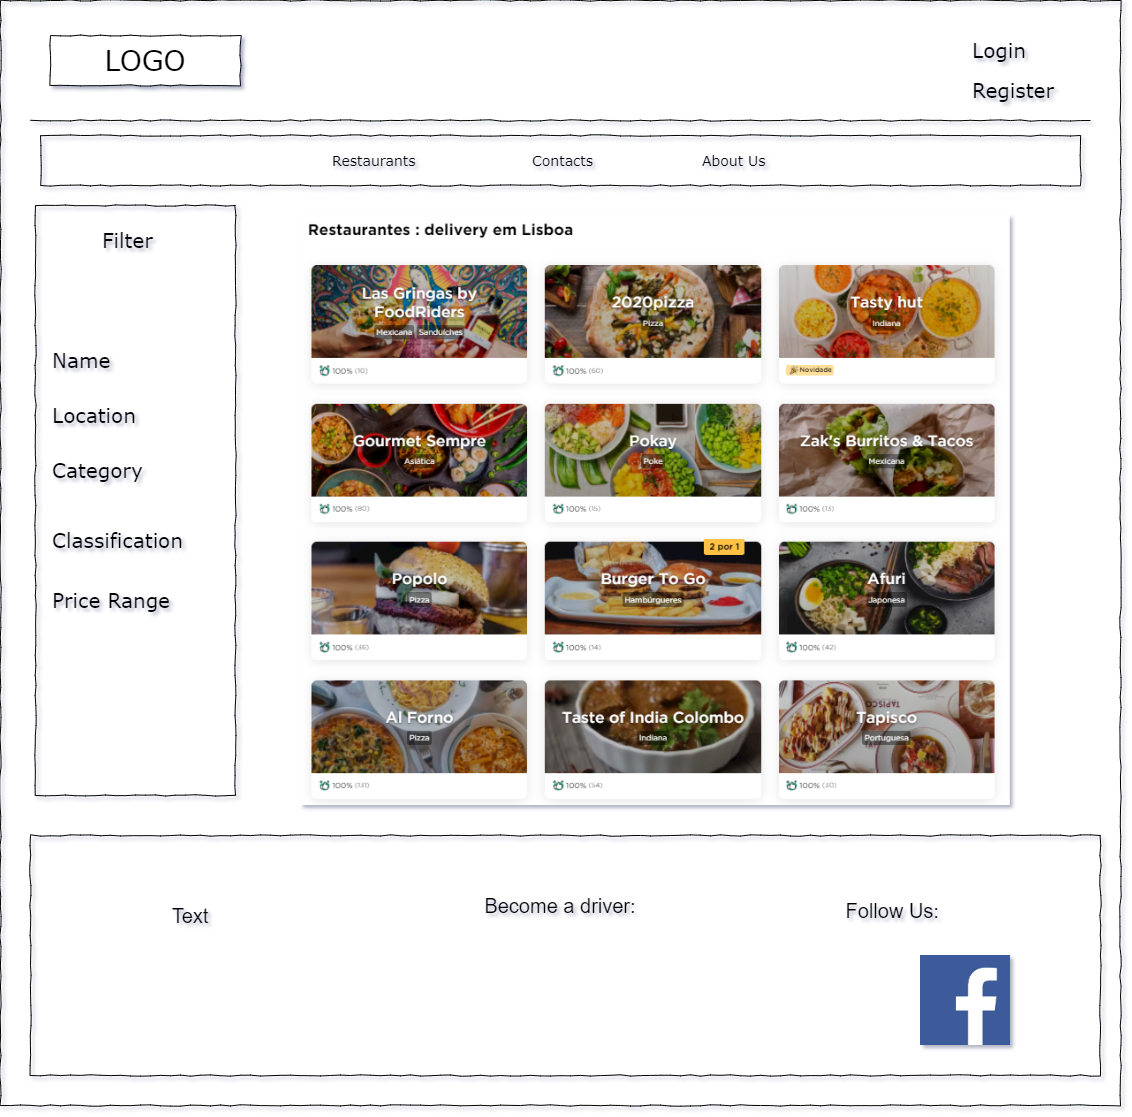 LOGO
Login
Register
Restaurants
Contacts
About Us
Filter
Name
Location
Category
Classification
Price Range
Restaurantes : delivery em Lisboa
Las Gringas by
FoodRiders
Mexicana Sanduíches
100% (10)
2020pizza
Pizza
100% (60)
Tasty hut
Indiana
Novidade
Gourmet Sempre
Asiática
100% (80)
Pokay
Poke
100% (15)
Zak's Burritos & Tacos
Mexicana
100% (13)
Popolo
Pizza
100% (36)
2 por 1
Burger To Go
Hambúrgueres
100% (14)
Afuri
Japonesa
100% (42)
Al Forno
Pizza
100% (131)
Taste of India Colombo
Indiana
100% (54)
TAPISCO
Tapisco
Portuguesa
100% (30)
Text
Become a driver:
Follow Us:
f